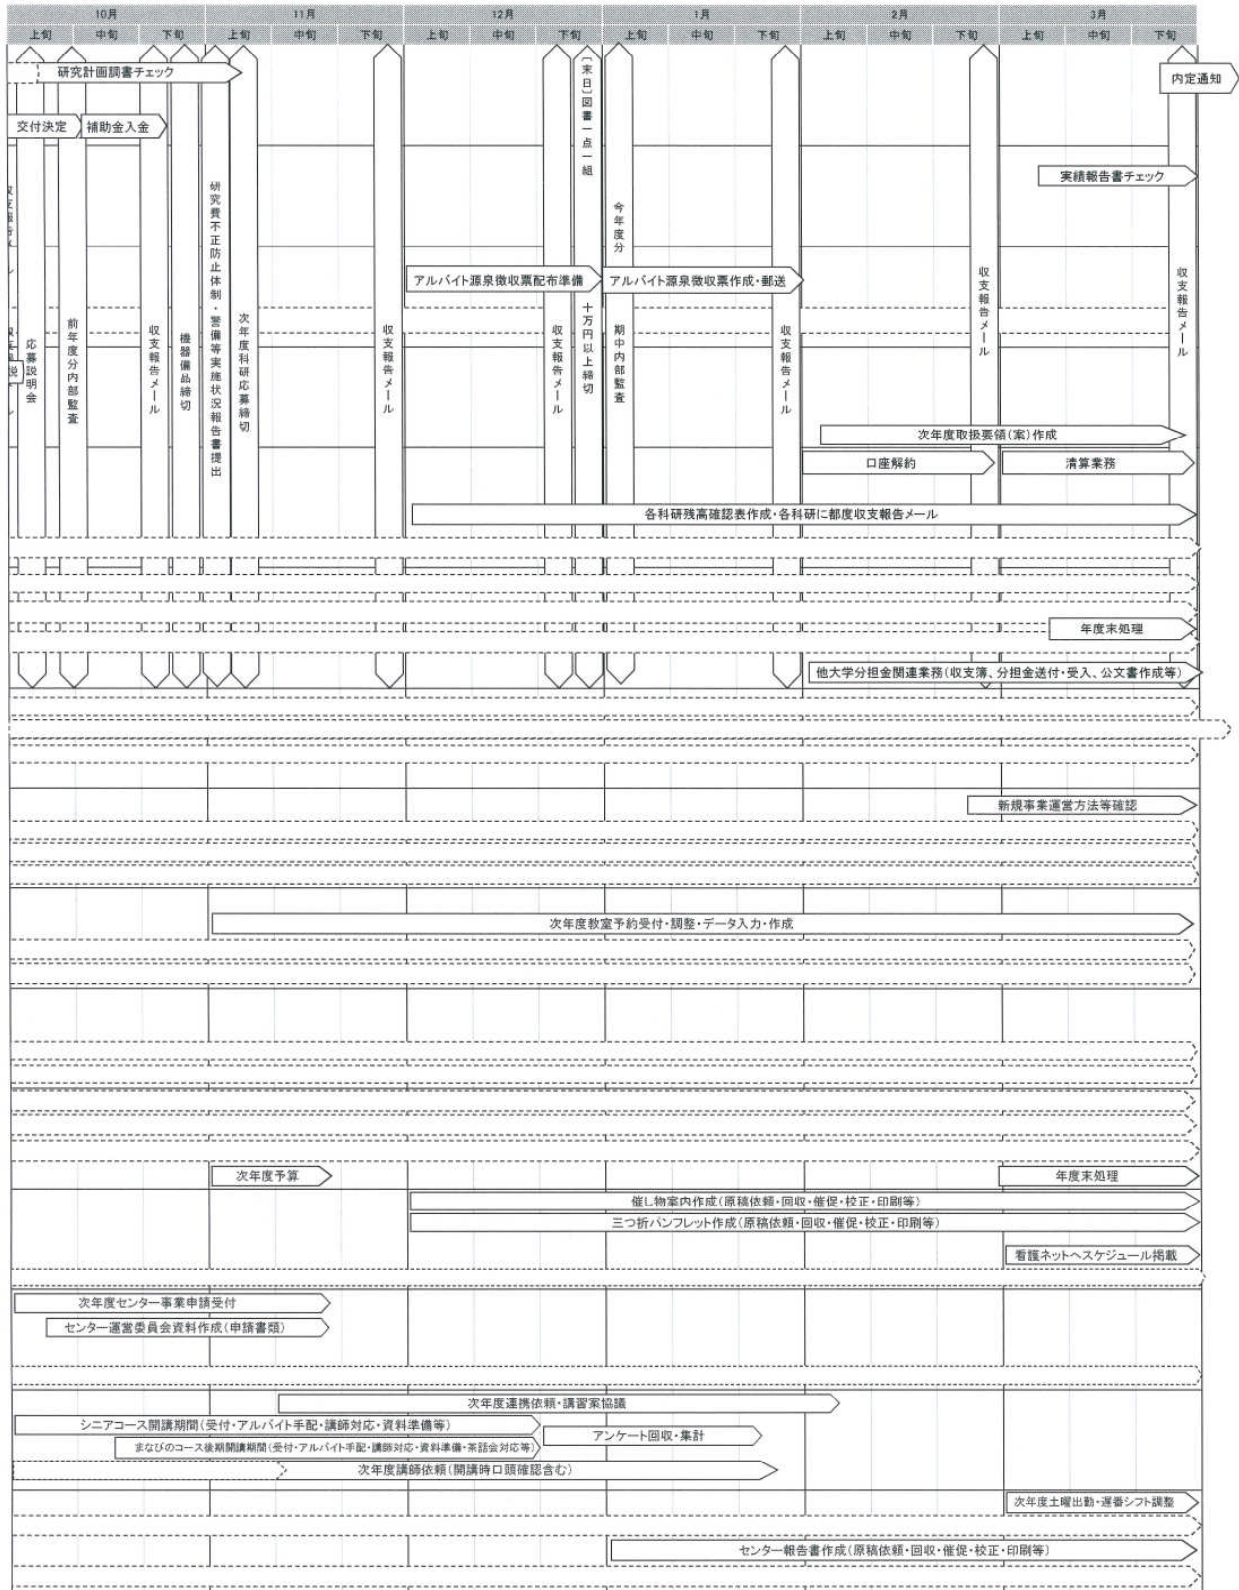 10月
11月
12月
1月
2月
3月
上旬 中旬 下旬 上旬 中旬 下旬 上旬 中旬 下旬 上旬 中旬 下旬 上旬 中旬 下旬 上旬 中旬 下旬
研究計画調書チェック
内定通知
交付決定
補助金入金
実績報告書チェック
アルバイト源泉徴収票配布準備
アルバイト源泉徴収票作成・郵送
応募説明会
前年度分内部監査
収支報告メール
機器備品締切
研究費不正防止体制・警備等実施状況報告書提出
次年度科研応募締切
収支報告メール
収支報告メール
(末日)図書一点一組
十万円以上締切
今年度分
期中内部監査
収支報告メール
収支報告メール
収支報告メール
次年度取扱要領(案)作成
口座解約
清算業務
各科研残高確認表作成・各科研に都度収支報告メール
年度末処理
他大学分担金関連業務(収支簿、分担金送付・受入、公文書作成等)
新規事業運営方法等確認
次年度教室予約受付・調整・データ入力・作成
次年度予算
年度末処理
催し物案内作成(原稿依頼・回収・催促・校正・印刷等)
三つ折パンフレット作成(原稿依頼・回収・催促・校正・印刷等)
看護ネットへスケジュール掲載
次年度センター事業申請受付
センター運営委員会資料作成(申請書類)
次年度連携依頼・講習案協議
シニアコース開講期間(受付・アルバイト手配・講師対応・資料準備等)
アンケート回収・集計
まなびのコース後期開講期間(受付・アルバイト手配・講師対応・資料準備・茶話会対応等)
次年度講師依頼(開講時口頭確認含む)
次年度土曜出勤・遅番シフト調整
センター報告書作成(原稿依頼・回収・催促・校正・印刷等)